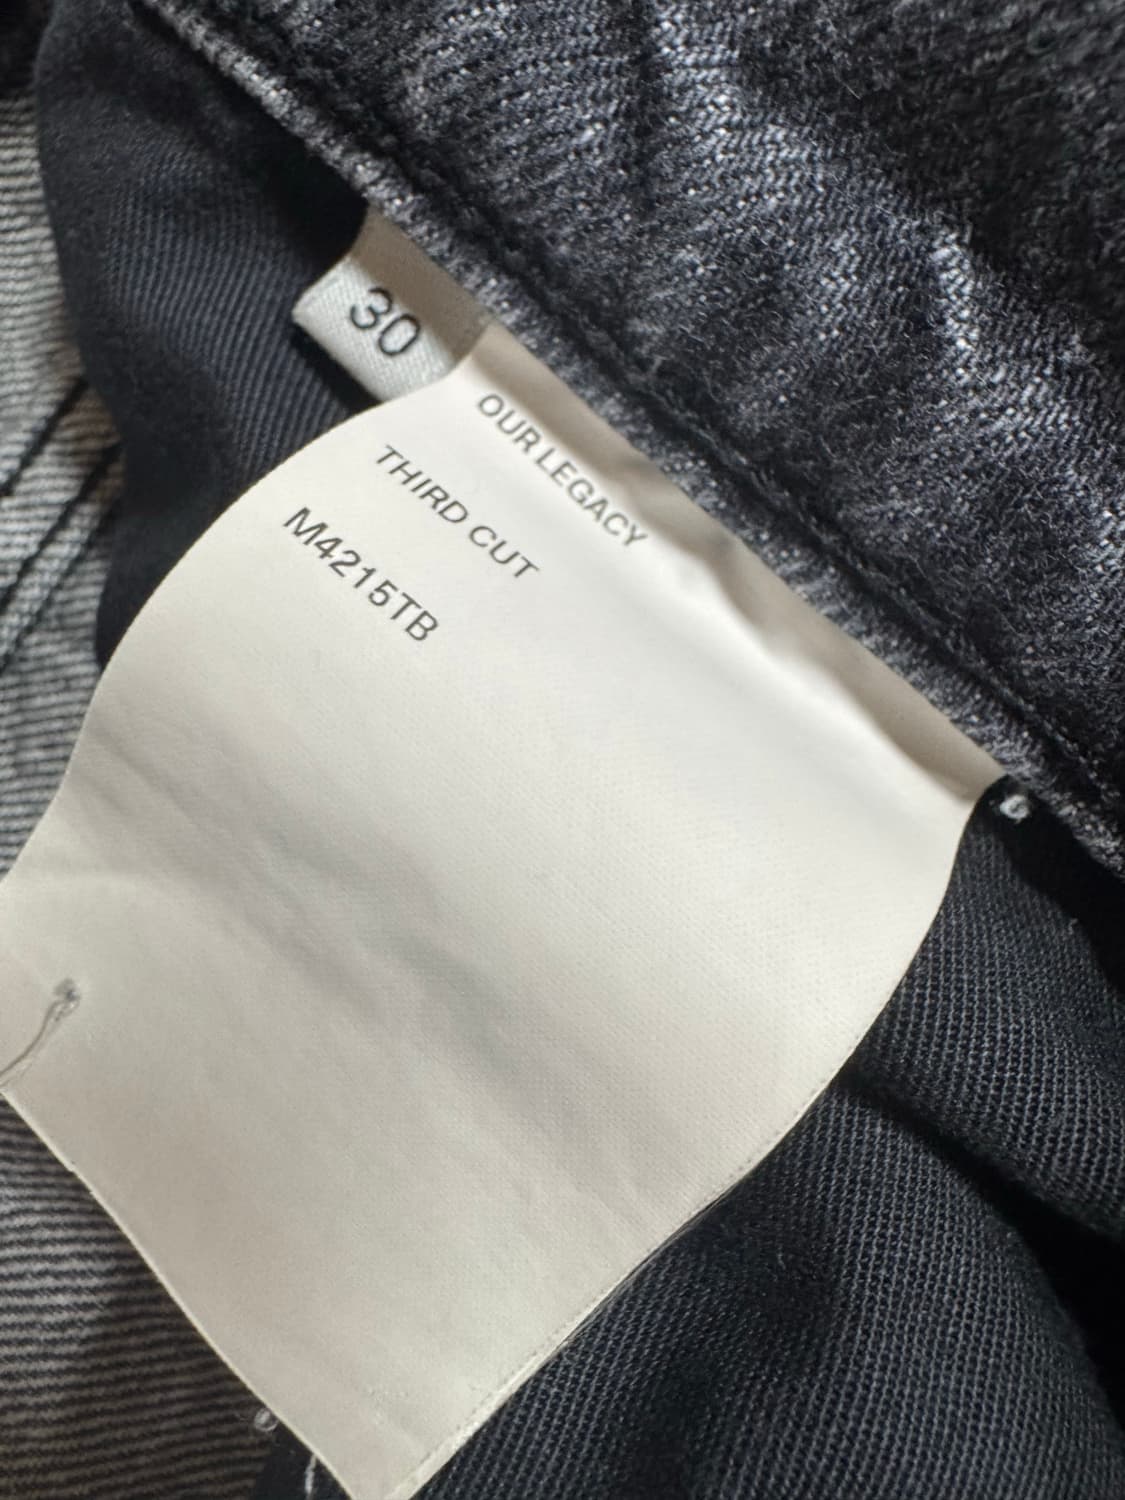 30
OUR LEGACY
THIRD CUT
M4215TB